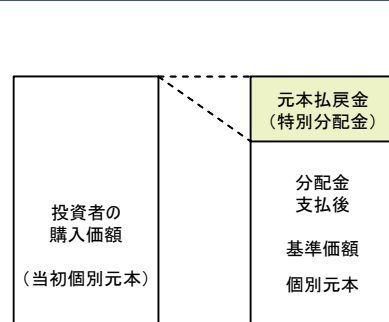 投資者の
購入価額
（当初個別元本）
元本払戻金
（特別分配金）
分配金
支払後
基準価額
個別元本